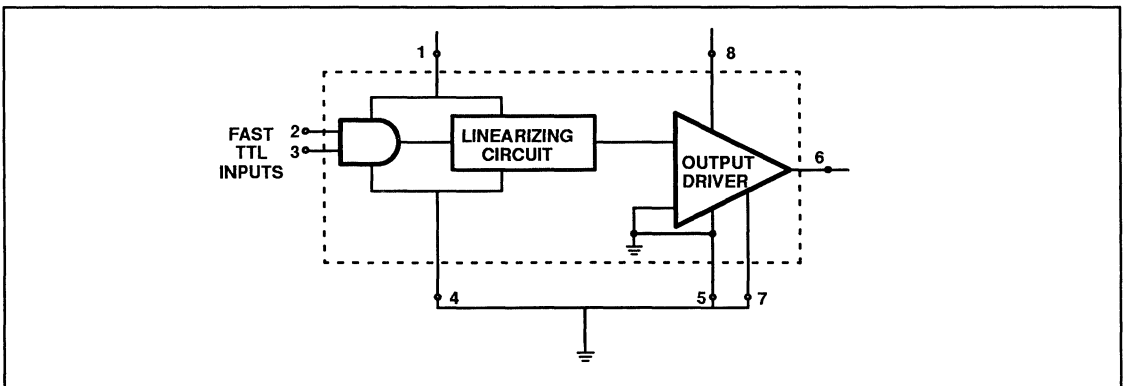 1
8
FAST
TTL
INPUTS
2
3
LINEARIZING
CIRCUIT
OUTPUT
DRIVER
6
4
5
7